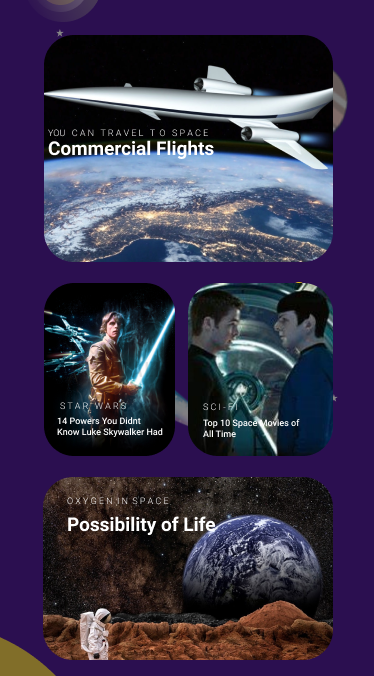 YOU CAN TRAVEL TO SPACE
Commercial Flights
STAR WARS
14 Powers You Didnt
Know Luke Skywalker Had
SCI-FI
Top 10 Space Movies of
All Time
OXYGEN IN SPACE
Possibility of Life